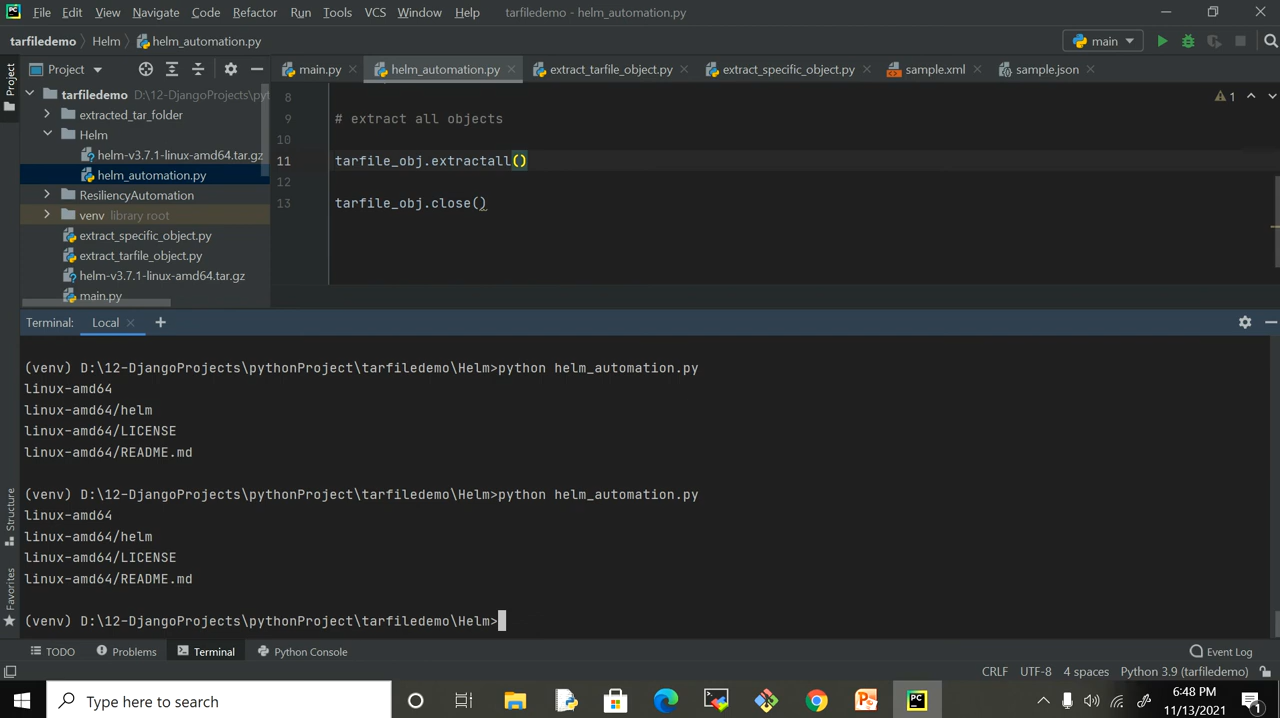 PC File Edit View Navigate Code Refactor Run Tools VCS Window Help tarfiledemo - helm_automation.py
tarfiledemo Helm helm_automation.py main
Project main.py helm_automation.py extract_tarfile_object.py extract_specific_object.py sample.xml sample.json
Project
tarfiledemo D:\12-DjangoProjects\pyt
extracted_tar_folder
Helm
helm-v3.7.1-linux-amd64.tar.gz
helm_automation.py
ResiliencyAutomation
venv library root
extract_specific_object.py
extract_tarfile_object.py
helm-v3.7.1-linux-amd64.tar.gz
main.py
8 1
9 # extract all objects
10
11 tarfile_obj.extractall()
12
13 tarfile_obj.close()
Terminal: Local
(venv) D:\12-DjangoProjects\pythonProject\tarfiledemo\Helm>python helm_automation.py
linux-amd64
linux-amd64/helm
linux-amd64/LICENSE
linux-amd64/README.md
(venv) D:\12-DjangoProjects\pythonProject\tarfiledemo\Helm>python helm_automation.py
linux-amd64
linux-amd64/helm
linux-amd64/LICENSE
linux-amd64/README.md
(venv) D:\12-DjangoProjects\pythonProject\tarfiledemo\Helm>
Structure
Favorites
TODO Problems Terminal Python Console Event Log
CRLF UTF-8 4 spaces Python 3.9 (tarfiledemo)
Type here to search PC 6:48 PM
11/13/2021 1